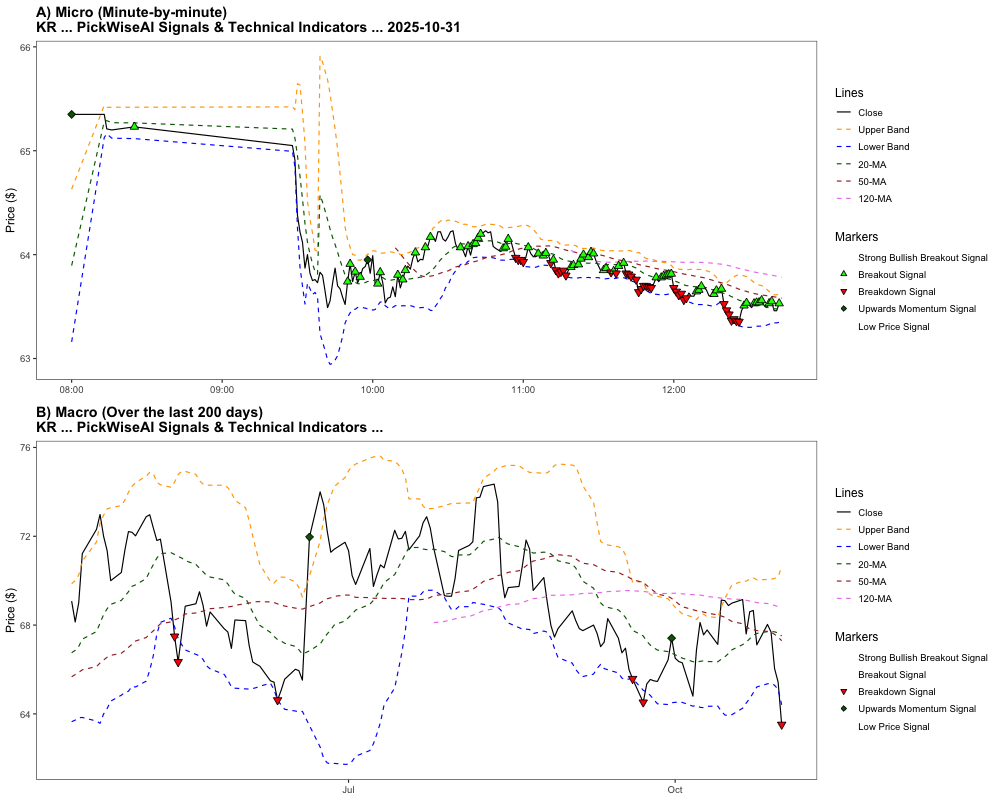 A) Micro (Minute-by-minute)
KR ... PickWiseAI Signals & Technical Indicators ... 2025-10-31
Price ($)
66
65
64
63
08:00
09:00
10:00
11:00
12:00
Lines
Close
Upper Band
Lower Band
20-MA
50-MA
120-MA
Markers
Strong Bullish Breakout Signal
Breakout Signal
Breakdown Signal
Upwards Momentum Signal
Low Price Signal
B) Macro (Over the last 200 days)
KR ... PickWiseAI Signals & Technical Indicators ...
Price ($)
76
72
68
64
Jul
Oct
Lines
Close
Upper Band
Lower Band
20-MA
50-MA
120-MA
Markers
Strong Bullish Breakout Signal
Breakout Signal
Breakdown Signal
Upwards Momentum Signal
Low Price Signal